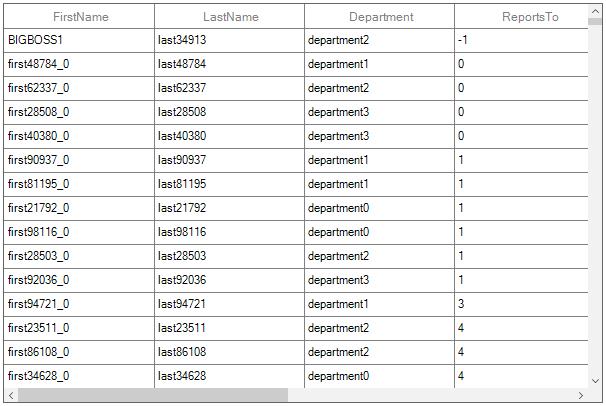 FirstName LastName Department ReportsTo
BIGBOSS1 last34913 department2 -1
first48784_0 last48784 department1 0
first62337_0 last62337 department2 0
first28508_0 last28508 department3 0
first40380_0 last40380 department3 0
first90937_0 last90937 department1 1
first81195_0 last81195 department1 1
first21792_0 last21792 department0 1
first98116_0 last98116 department0 1
first28503_0 last28503 department2 1
first92036_0 last92036 department3 1
first94721_0 last94721 department1 3
first23511_0 last23511 department2 4
first86108_0 last86108 department2 4
first34628_0 last34628 department0 4